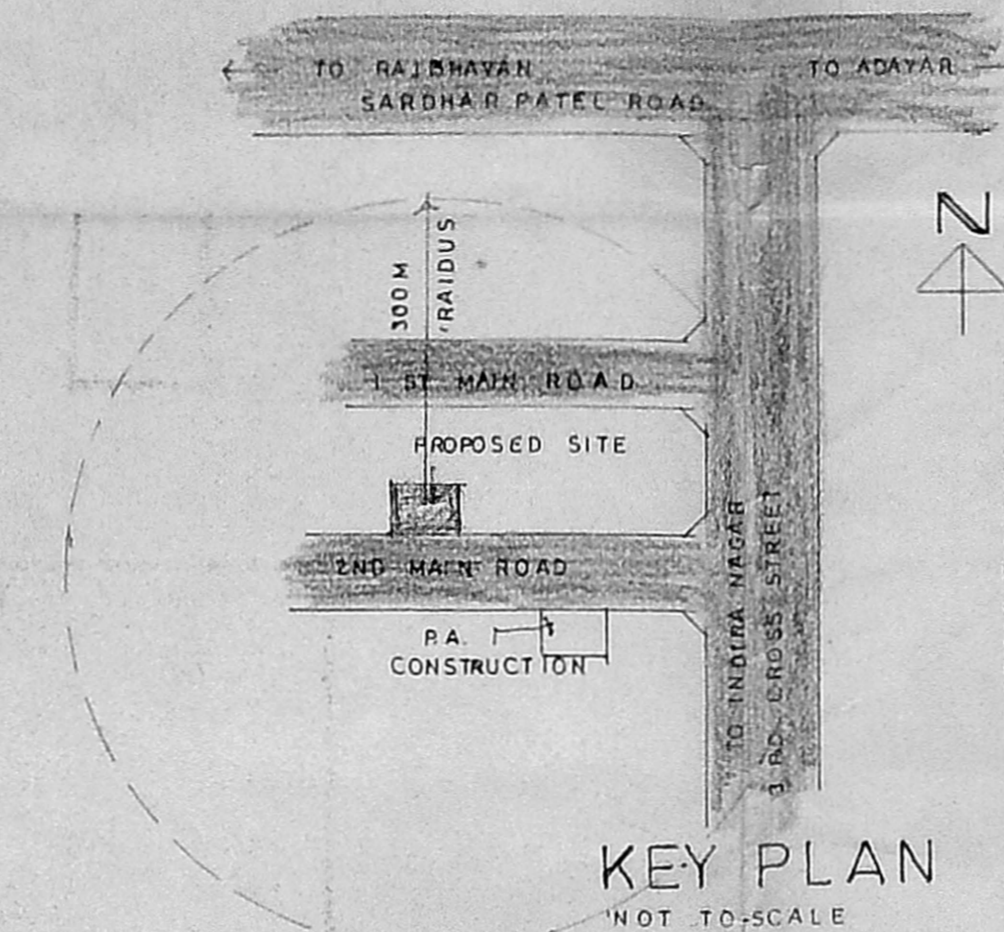 TO RAJBHAVAN
TO ADAYAR
SARDHAR PATEL ROAD
N
300M
RAIDUS
1 ST MAIN ROAD
PROPOSED SITE
2ND MAIN ROAD
P.A.
CONSTRUCTION
TO INDIRA NAGAR
3 RD CROSS STREET
KEY PLAN
NOT TO SCALE